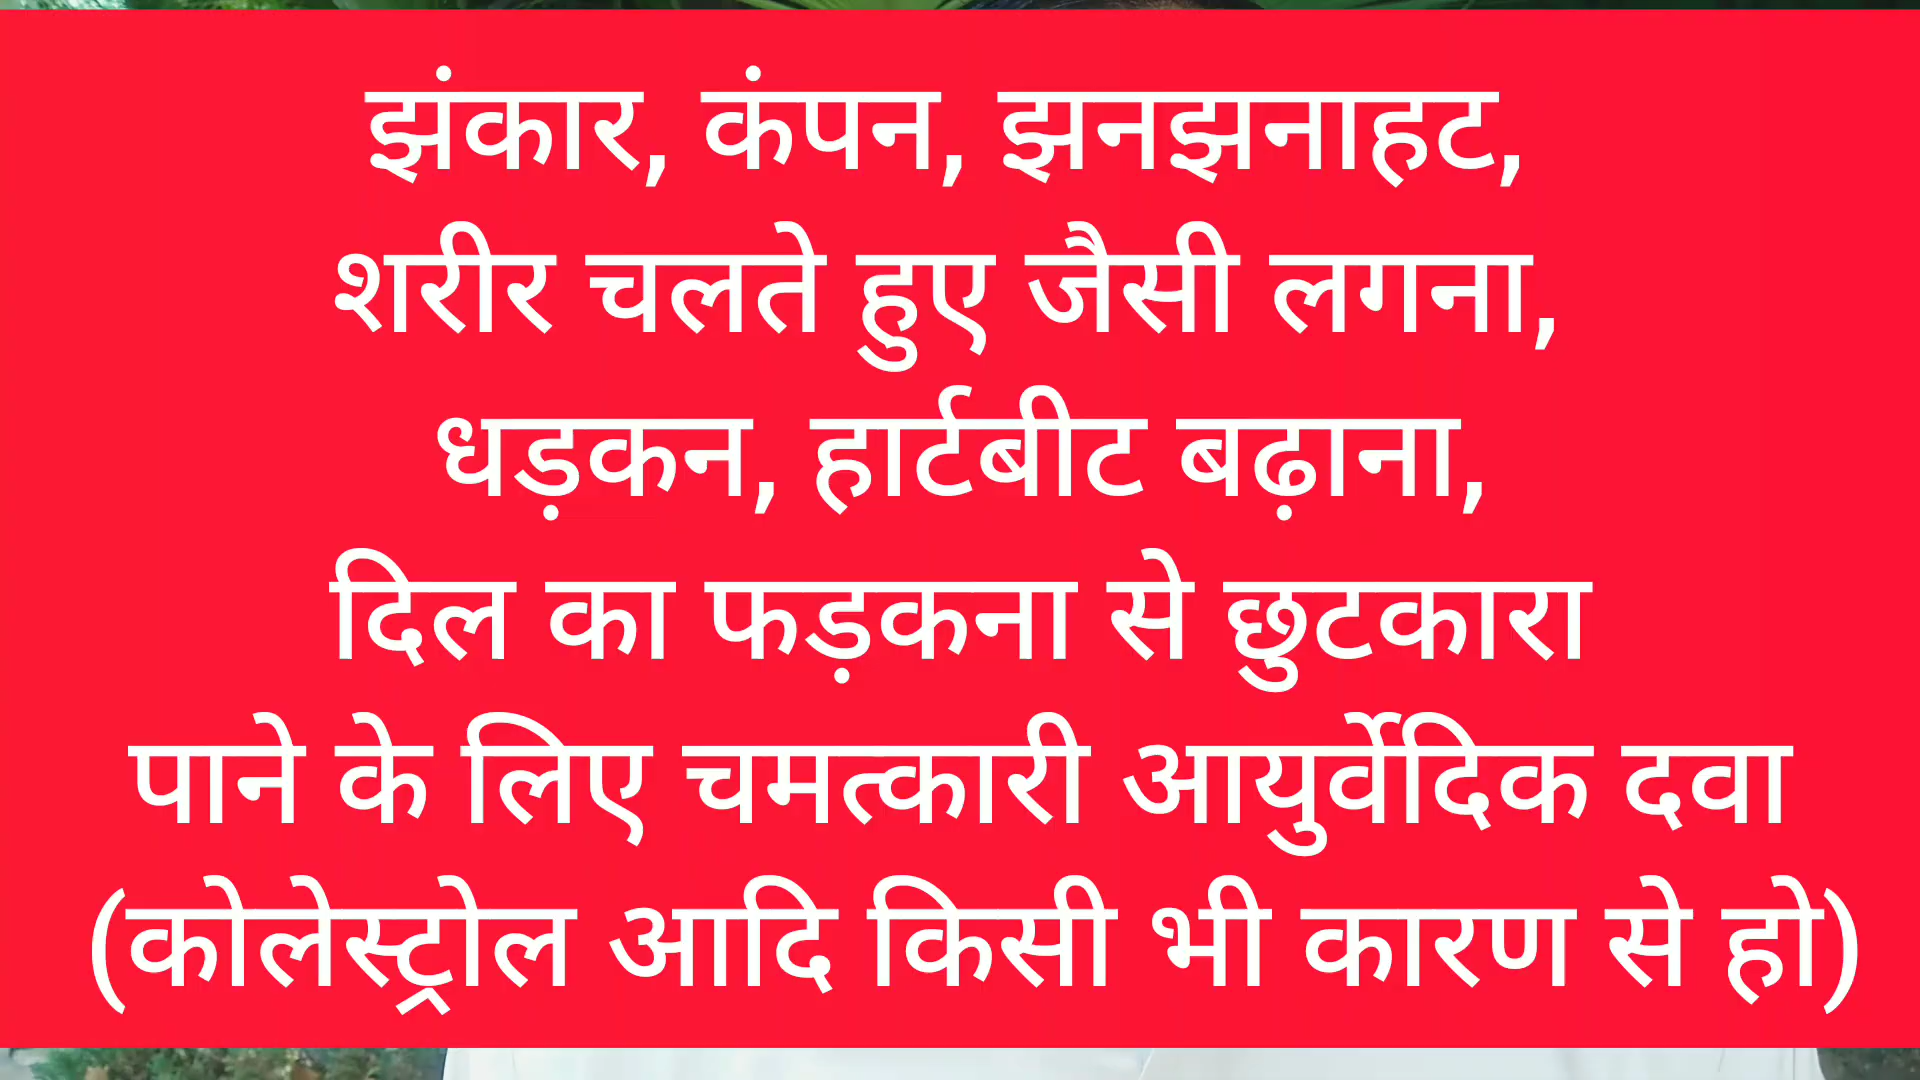 झंकार, कंपन, झनझनाहट,
शरीर चलते हुए जैसी लगना,
धड़कन, हार्टबीट बढ़ाना,
दिल का फड़कना से छुटकारा
पाने के लिए चमत्कारी आयुर्वेदिक दवा
(कोलेस्ट्रोल आदि किसी भी कारण से हो)